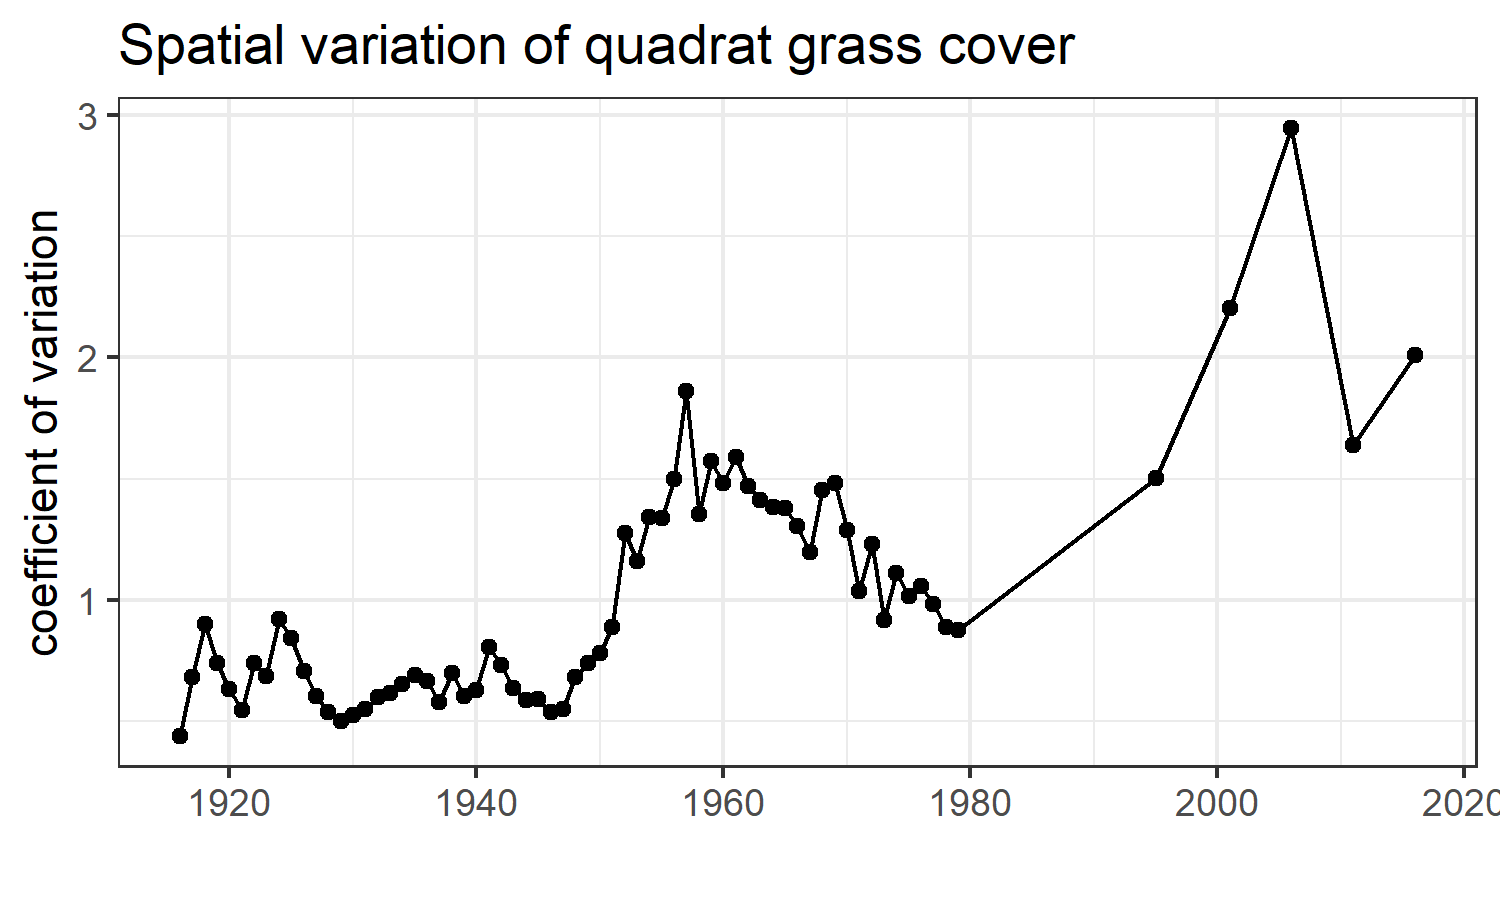 Spatial variation of quadrat grass cover
coefficient of variation
3
2
1
1920 1940 1960 1980 2000 2020